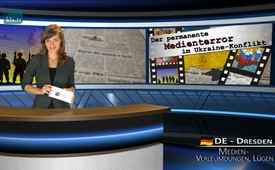 Der permanente
Medienterror
im Ukraine-Konflikt
DE - Dresden
Medien-
Verleumdungen, Lügen